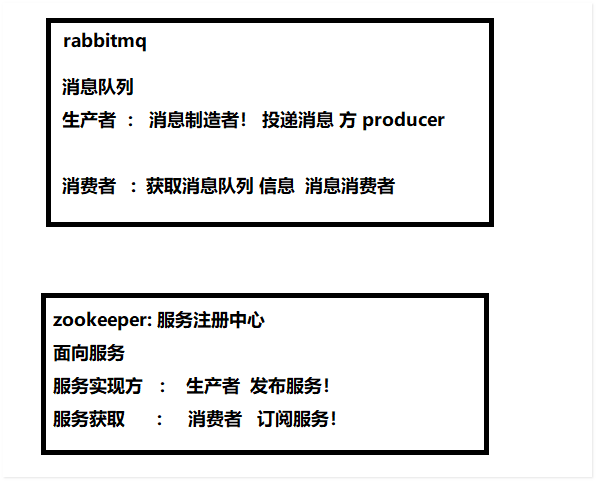 rabbitmq
消息队列
生产者 ： 消息制造者！ 投递消息 方 producer
消费者 ：获取消息队列 信息 消息消费者
zookeeper: 服务注册中心
面向服务
服务实现方 ： 生产者 发布服务！
服务获取 ： 消费者 订阅服务！